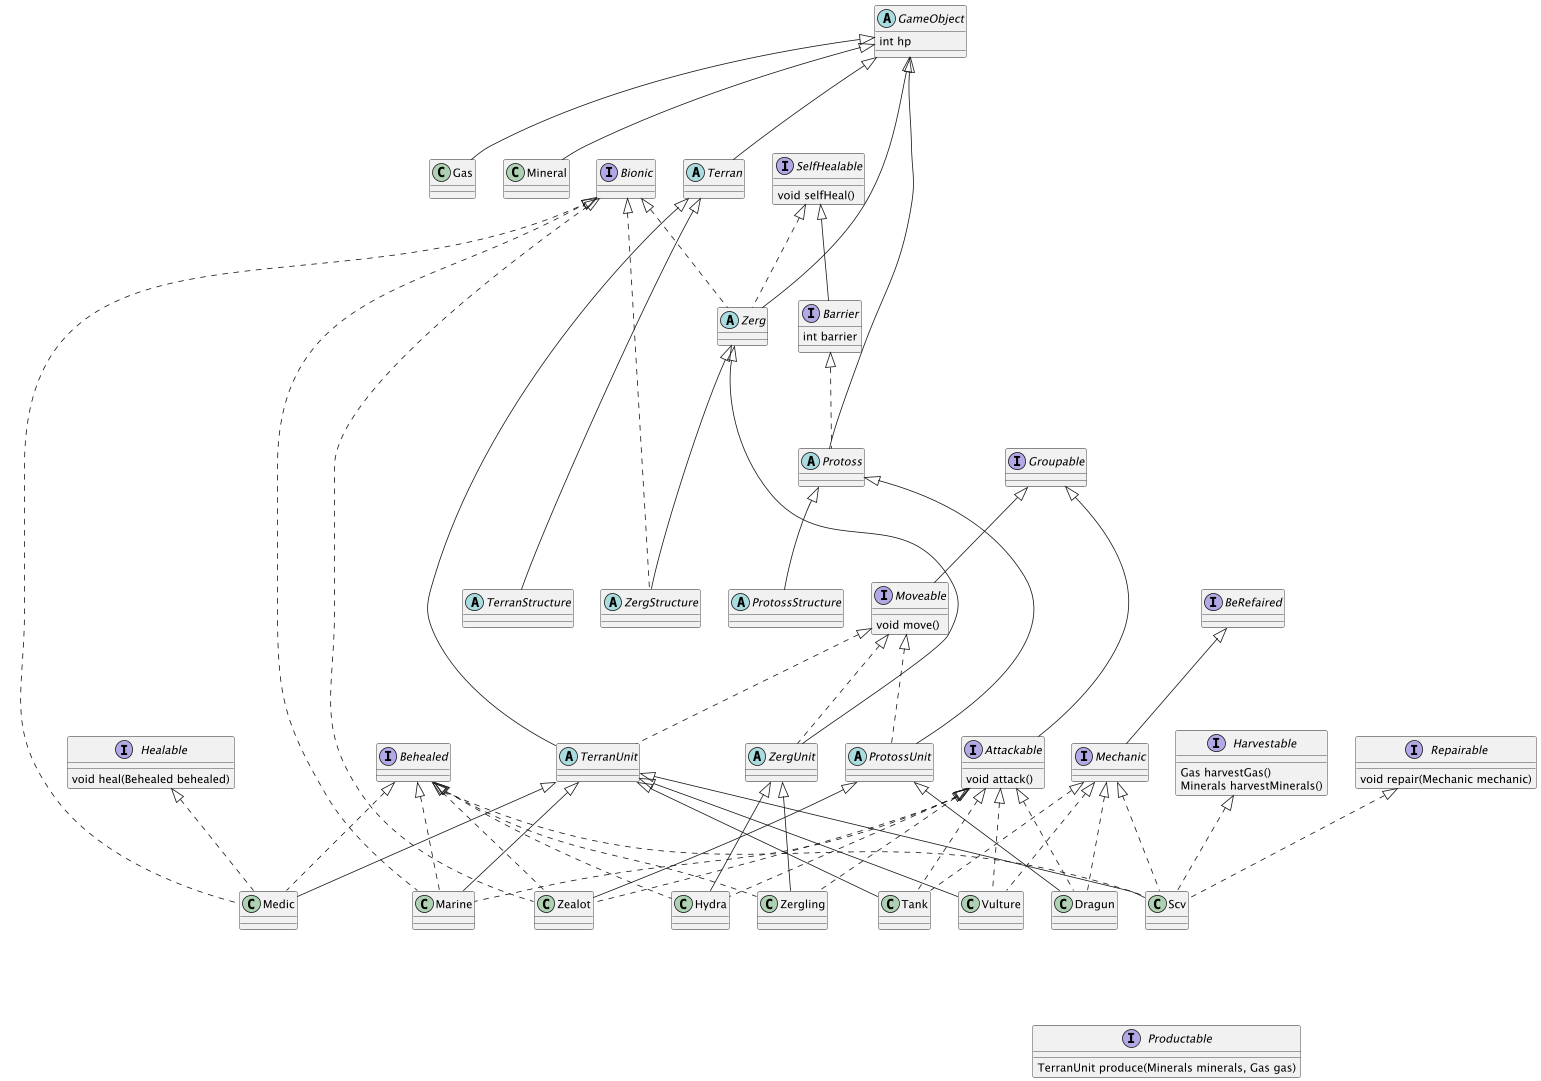 A GameObject
int hp
C Gas
C Mineral
I Bionic
A Terran
I SelfHealable
void selfHeal()
A Zerg
I Barrier
int barrier
A Protoss
I Groupable
A TerranStructure
A ZergStructure
A ProtossStructure
I Moveable
void move()
I BeRefaired
I Healable
void heal(Behealed behealed)
I Behealed
A TerranUnit
A ZergUnit
A ProtossUnit
I Attackable
void attack()
I Mechanic
I Harvestable
Gas harvestGas()
Minerals harvestMinerals()
I Repairable
void repair(Mechanic mechanic)
C Medic
C Marine
C Zealot
C Hydra
C Zergling
C Tank
C Vulture
C Dragun
C Scv
I Productable
TerranUnit produce(Minerals minerals, Gas gas)